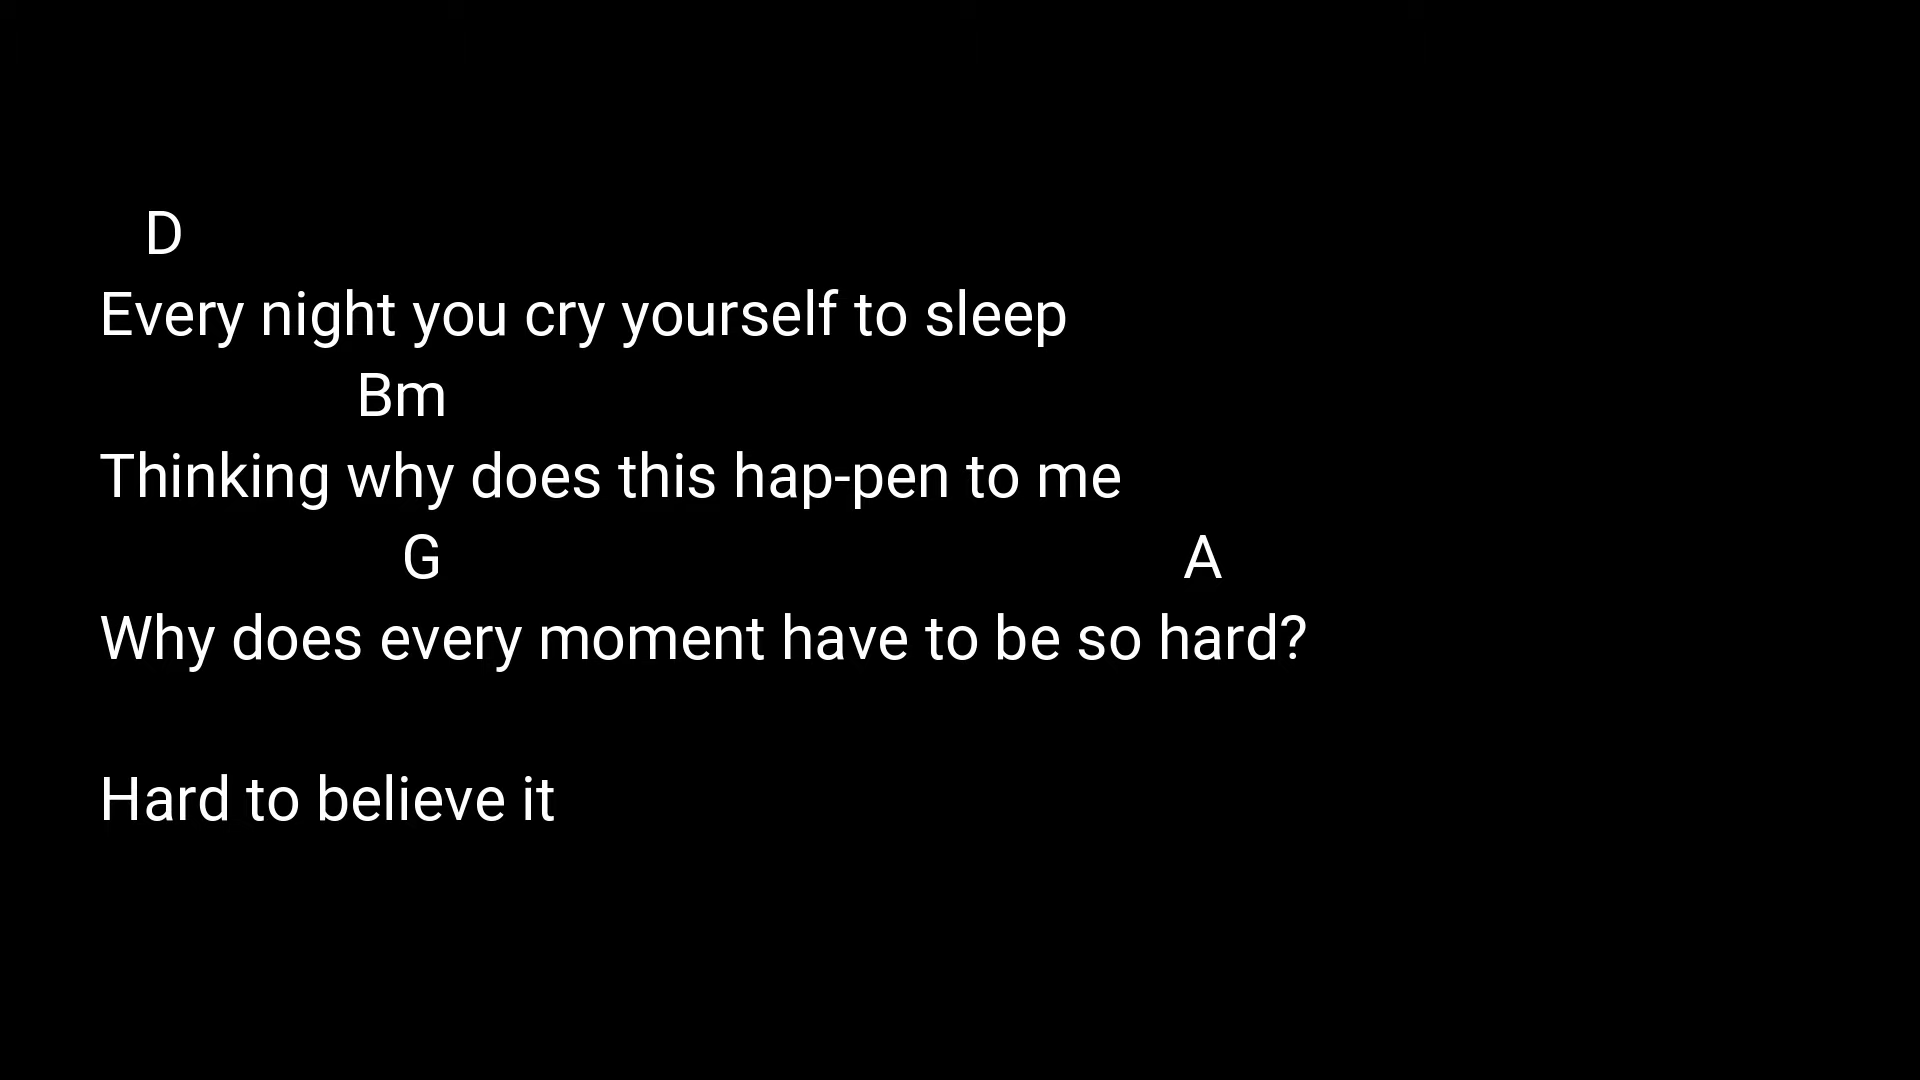 D
Every night you cry yourself to sleep
Bm
Thinking why does this hap-pen to me
G A
Why does every moment have to be so hard?
Hard to believe it